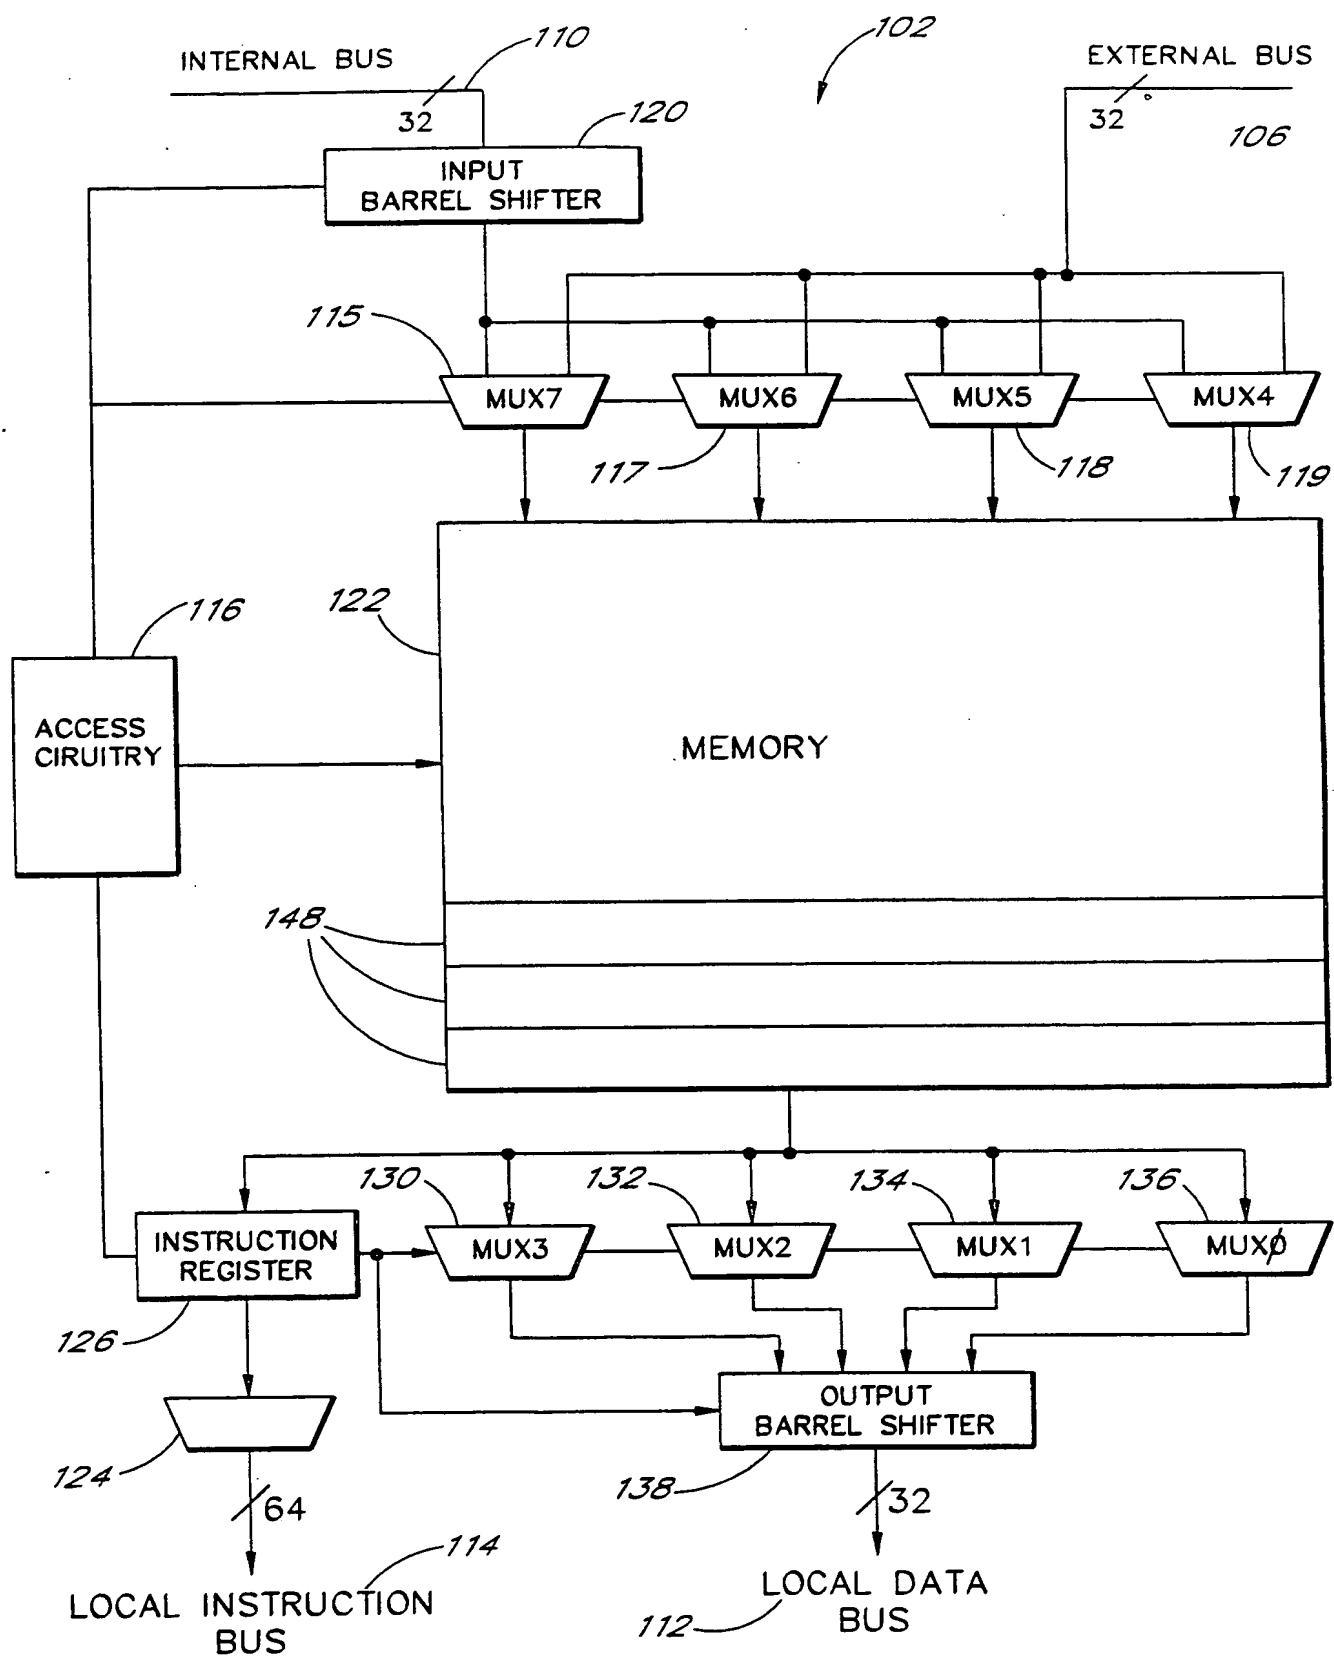 102
INTERNAL BUS
110
32
EXTERNAL BUS
32
106
120
INPUT
BARREL SHIFTER
115
MUX7
MUX6
MUX5
MUX4
117
118
119
116
122
ACCESS
CIRUITRY
MEMORY
148
130
132
134
136
INSTRUCTION
REGISTER
MUX3
MUX2
MUX1
MUXØ
126
OUTPUT
BARREL SHIFTER
124
138
64
32
114
LOCAL INSTRUCTION
BUS
LOCAL DATA
BUS
112